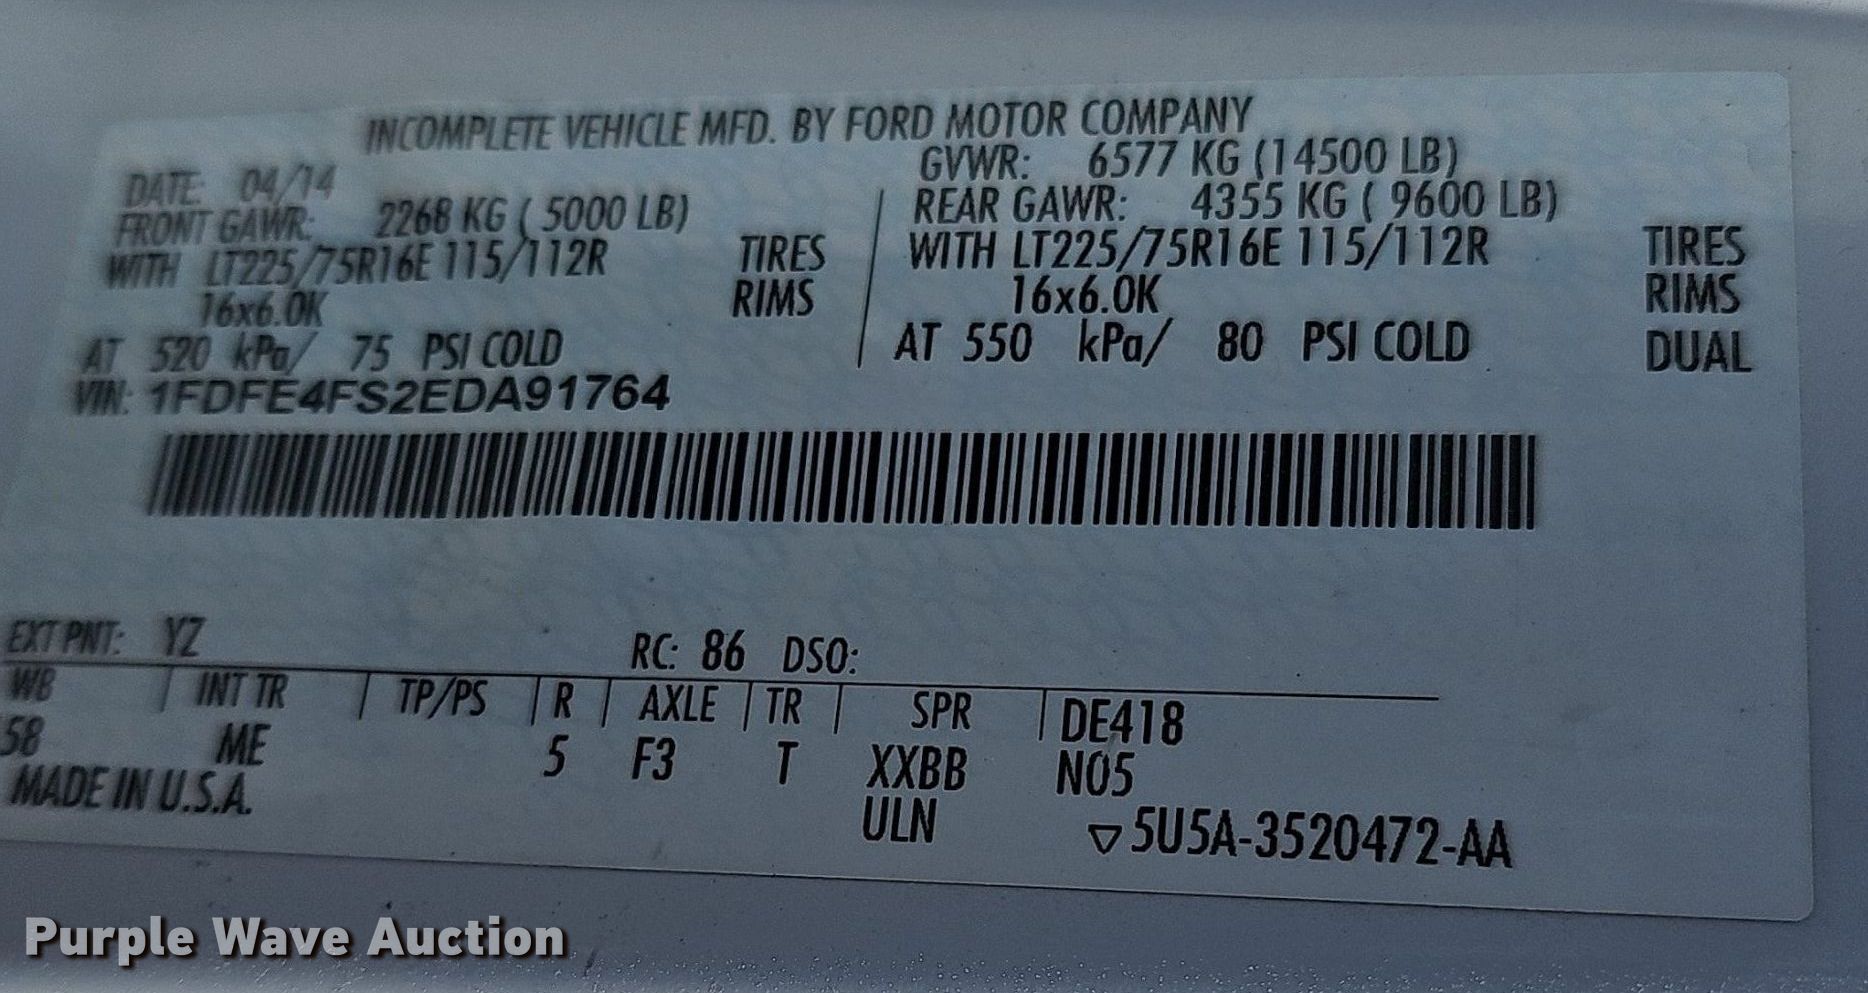 INCOMPLETE VEHICLE MFD. BY FORD MOTOR COMPANY
DATE: 04/14 GVWR: 6577 KG (14500 LB)
FRONT GAWR: 2268 KG ( 5000 LB) REAR GAWR: 4355 KG ( 9600 LB)
WITH LT225/75R16E 115/112R TIRES WITH LT225/75R16E 115/112R TIRES
16x6.0K RIMS 16x6.0K RIMS
AT 520 kPa/ 75 PSI COLD AT 550 kPa/ 80 PSI COLD DUAL
VIN: 1FDFE4FS2EDA91764
EXT PNT: YZ RC: 86 DSO:
WB INT TR TP/PS R AXLE TR SPR DE418
58 ME 5 F3 T XXBB N05
MADE IN U.S.A. ULN ▽5U5A-3520472-AA
Purple Wave Auction